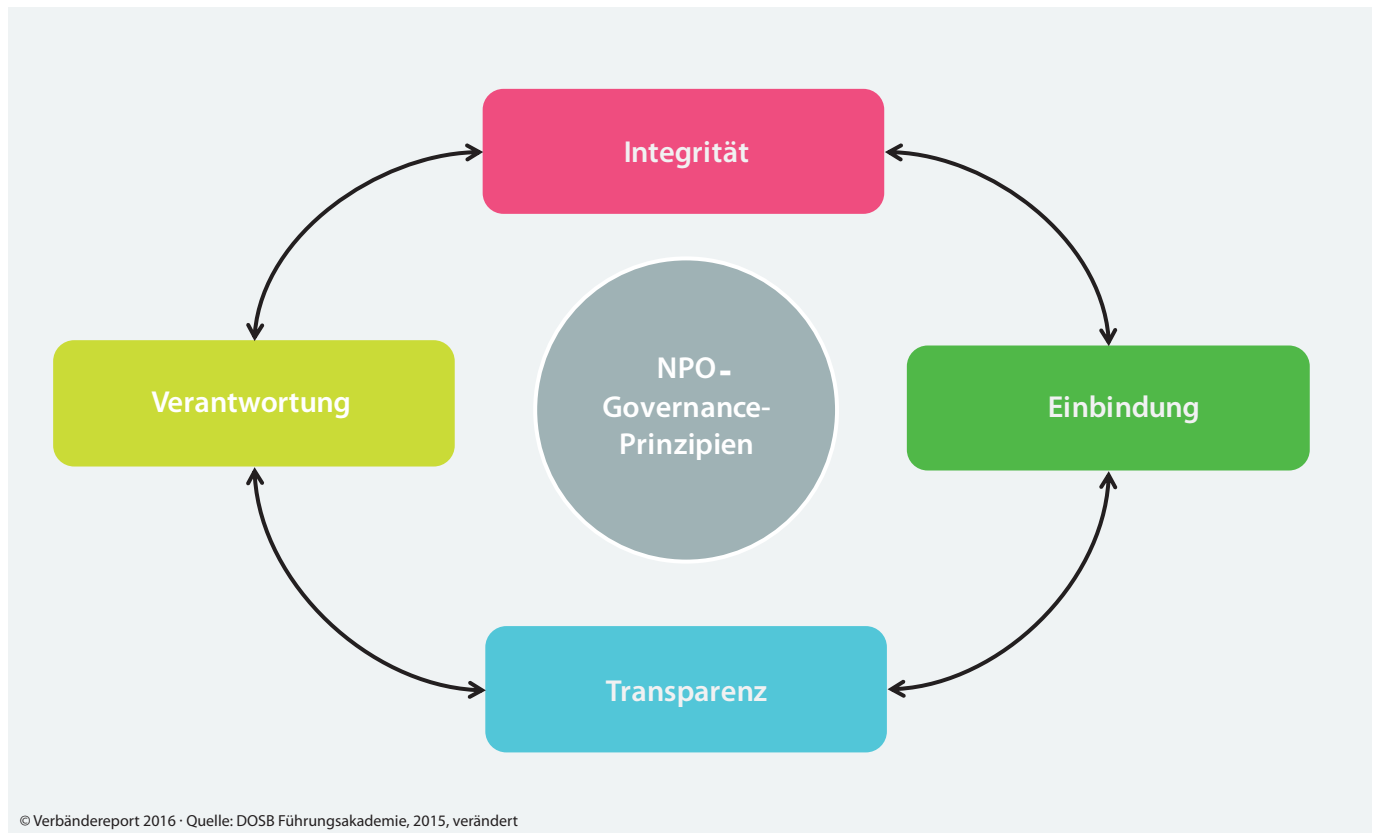 Integrität
NPO-
Governance-
Prinzipien
Verantwortung
Einbindung
Transparenz
© Verbändereport 2016 · Quelle: DOSB Führungsakademie, 2015, verändert